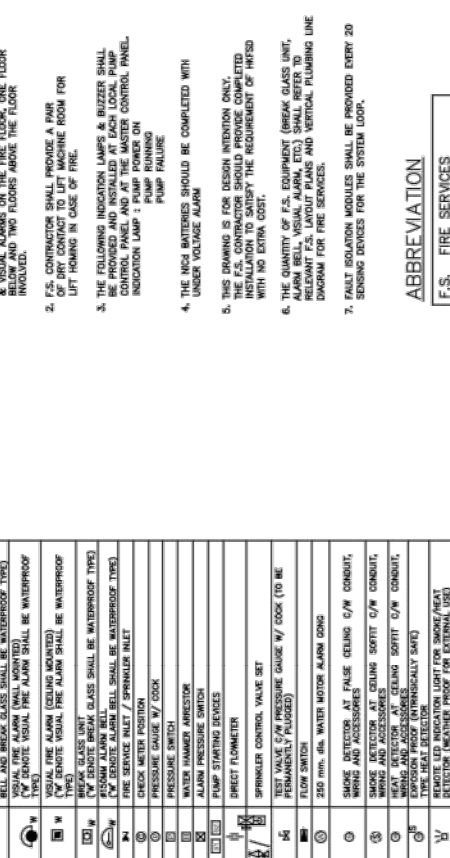 BELL AND BREAK GLASS SHALL BE WATERPROOF TYPE)
VISUAL FIRE ALARM (WALL MOUNTED)
('W' DENOTE VISUAL FIRE ALARM SHALL BE WATERPROOF
TYPE)
W
VISUAL FIRE ALARM (CEILING MOUNTED)
('W' DENOTE VISUAL FIRE ALARM SHALL BE WATERPROOF
TYPE)
W
BREAK GLASS UNIT
('W' DENOTE BREAK GLASS SHALL BE WATERPROOF TYPE)
W
ø150MM ALARM BELL
('W' DENOTE ALARM BELL SHALL BE WATERPROOF TYPE)
W
FIRE SERVICE INLET / SPRINKLER INLET
CHECK METER POSITION
PRESSURE GAUGE W/ COCK
PRESSURE SWITCH
WATER HAMMER ARRESTOR
ALARM PRESSURE SWITCH
PUMP STARTING DEVICES
DIRECT FLOWMETER
SPRINKLER CONTROL VALVE SET
TEST VALVE C/W PRESSURE GAUGE W/ COCK (TO BE
PERMANENTLY PLUGGED)
FLOW SWITCH
250 mm. dia. WATER MOTOR ALARM GONG
SMOKE DETECTOR AT FALSE CEILING C/W CONDUIT,
WIRING AND ACCESSORIES
SMOKE DETECTOR AT CEILING SOFFIT C/W CONDUIT,
WIRING AND ACCESSORIES
HEAT DETECTOR AT CEILING SOFFIT C/W CONDUIT,
WIRING AND ACCESSORIES
IS
EXPLOSION PROOF (INTRINSICALLY SAFE)
TYPE HEAT DETECTOR
REMOTE LED INDICATION LIGHT FOR SMOKE/HEAT
DETECTOR (WEATHER PROOF FOR EXTERNAL USE)
& VISUAL ALARMS ON THE FIRE FLOOR, ONE FLOOR
BELOW AND TWO FLOORS ABOVE THE FLOOR
INVOLVED.
2. F.S. CONTRACTOR SHALL PROVIDE A PAIR
OF DRY CONTACT TO LIFT MACHINE ROOM FOR
LIFT HOMING IN CASE OF FIRE.
3. THE FOLLOWING INDICATION LAMPS & BUZZER SHALL
BE PROVIDED AND INSTALLED AT EACH LOCAL PUMP
CONTROL PANEL AND AT THE MASTER CONTROL PANEL.
INDICATION LAMP : PUMP POWER ON
PUMP RUNNING
PUMP FAILURE
4. THE NICd BATTERIES SHOULD BE COMPLETED WITH
UNDER VOLTAGE ALARM
5. THIS DRAWING IS FOR DESIGN INTENTION ONLY.
THE F.S. CONTRACTOR SHOULD PROVIDE COMPLETED
INSTALLATION TO SATISFY THE REQUIREMENT OF HKFSD
WITH NO EXTRA COST.
6. THE QUANTITY OF F.S. EQUIPMENT (BREAK GLASS UNIT,
ALARM BELL, VISUAL ALARM, ETC.) SHALL REFER TO
RELEVANT F.S. LAYOUT PLANS AND VERTICAL PLUMBING LINE
DIAGRAM FOR FIRE SERVICES.
7. FAULT ISOLATION MODULES SHALL BE PROVIDED EVERY 20
SENSING DEVICES FOR THE SYSTEM LOOP.
ABBREVIATION
F.S. FIRE SERVICES